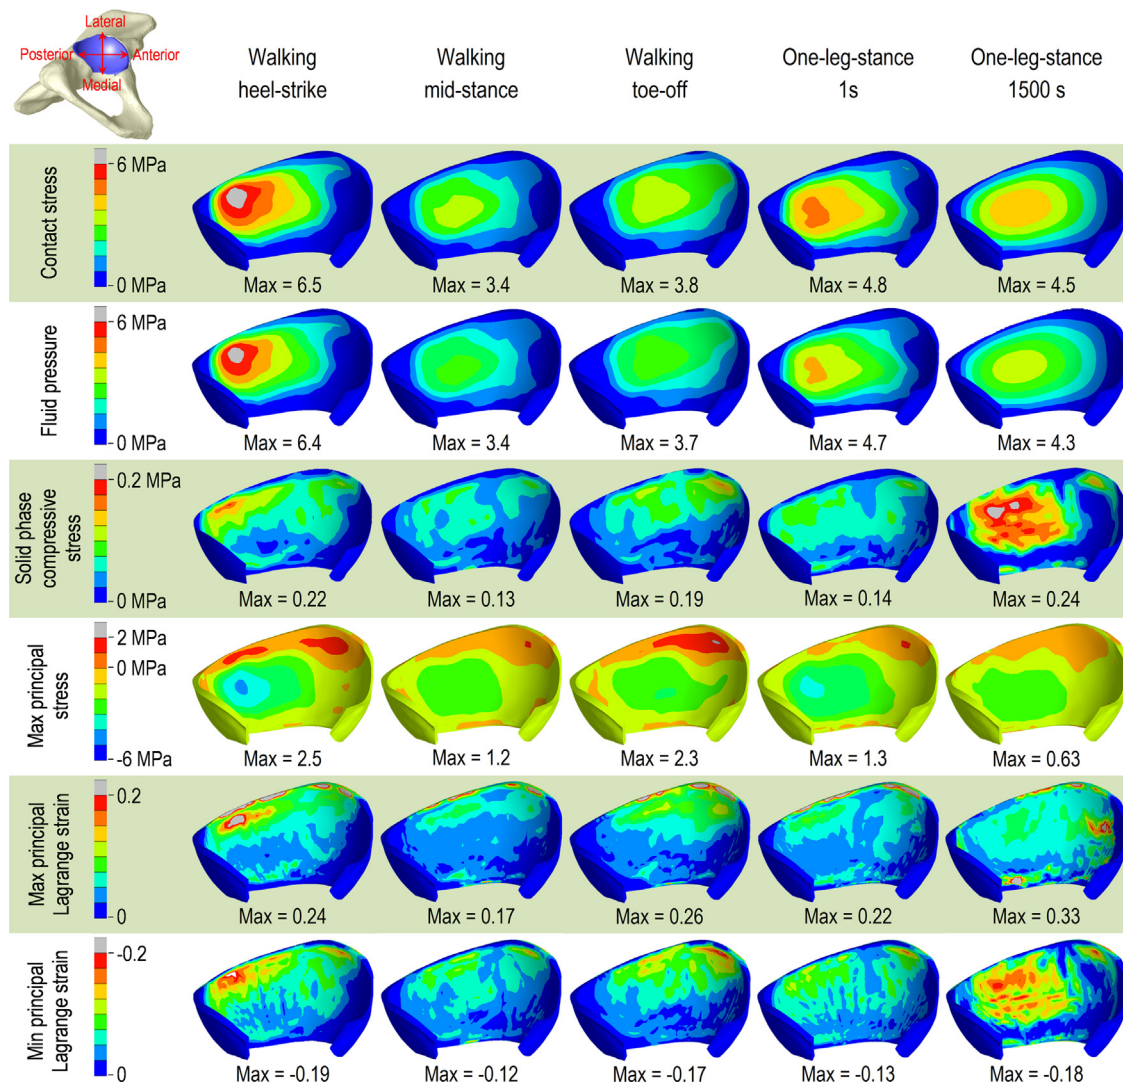 Lateral
Posterior Anterior
Medial
Walking heel-strike
Walking mid-stance
Walking toe-off
One-leg-stance 1s
One-leg-stance 1500 s
Contact stress
6 MPa
0 MPa
Max = 6.5
Max = 3.4
Max = 3.8
Max = 4.8
Max = 4.5
Fluid pressure
6 MPa
0 MPa
Max = 6.4
Max = 3.4
Max = 3.7
Max = 4.7
Max = 4.3
Solid phase
compressive
stress
0.2 MPa
0 MPa
Max = 0.22
Max = 0.13
Max = 0.19
Max = 0.14
Max = 0.24
Max principal
stress
2 MPa
0 MPa
-6 MPa
Max = 2.5
Max = 1.2
Max = 2.3
Max = 1.3
Max = 0.63
Max principal
Lagrange strain
0.2
0
Max = 0.24
Max = 0.17
Max = 0.26
Max = 0.22
Max = 0.33
Min principal
Lagrange strain
-0.2
0
Max = -0.19
Max = -0.12
Max = -0.17
Max = -0.13
Max = -0.18